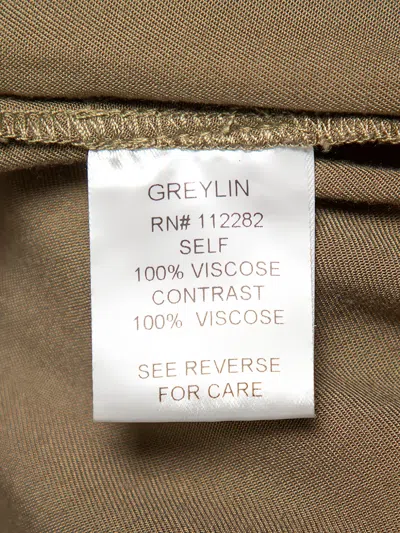 GREYLIN
RN# 112282
SELF
100% VISCOSE
CONTRAST
100% VISCOSE
SEE REVERSE
FOR CARE